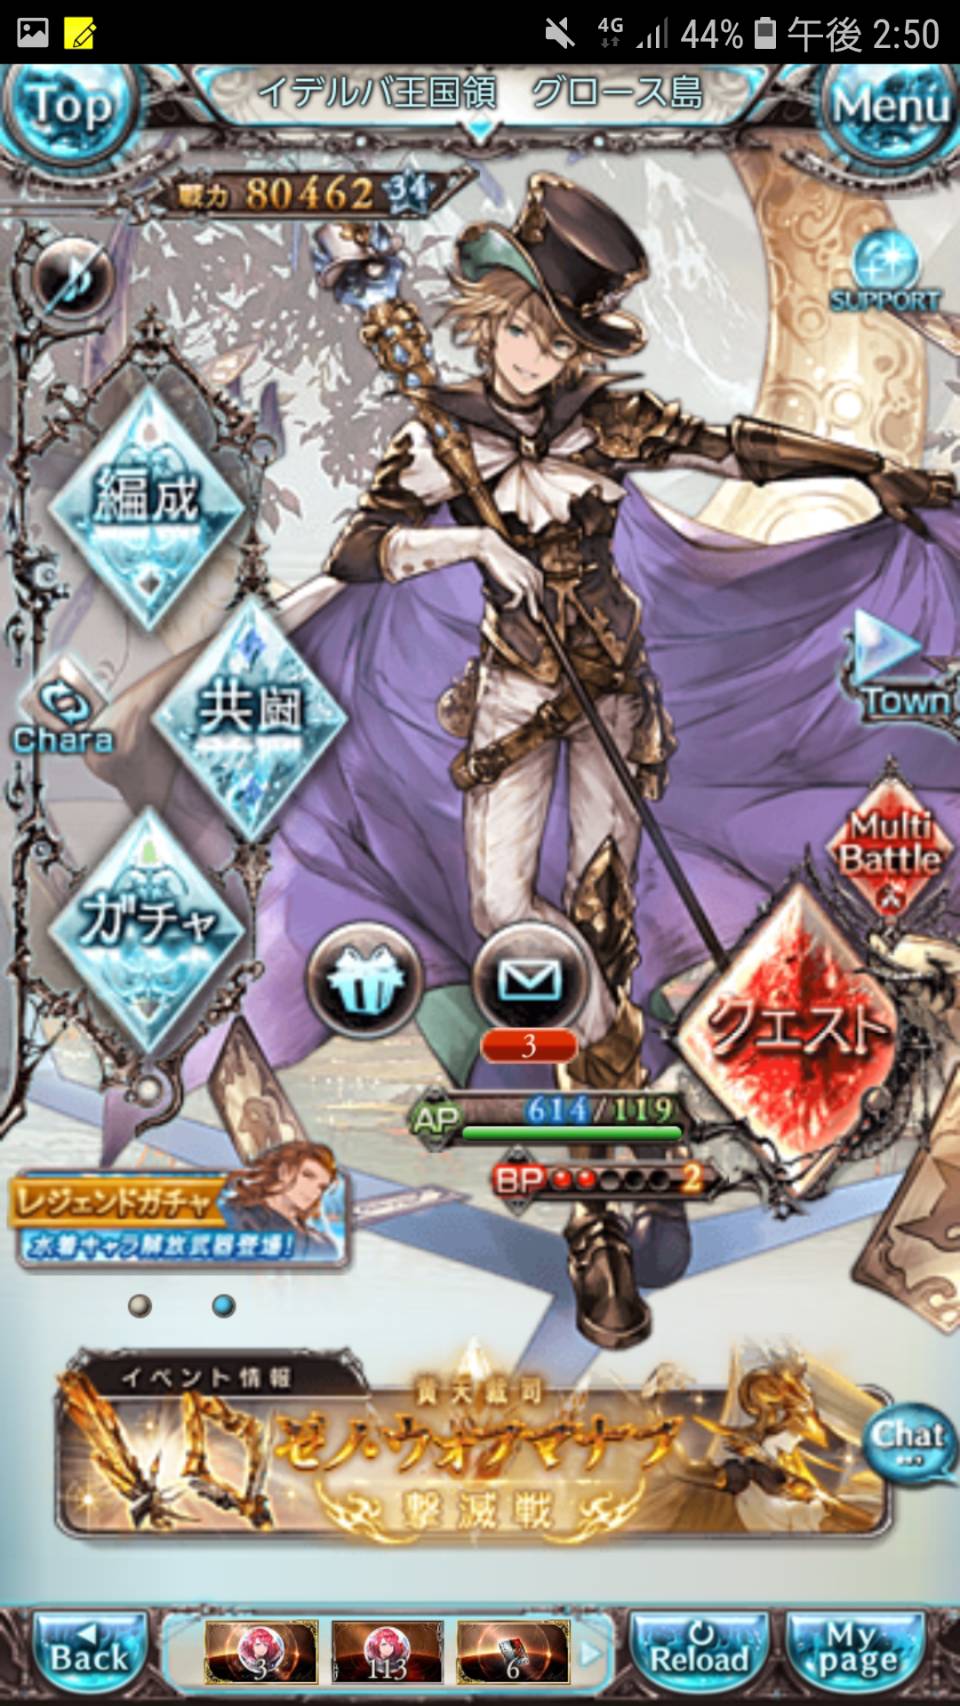 4G 44% 午後 2:50
Top
イデルバ王国領 グロース島
Menu
戦力 80462 34
SUPPORT
編成
共闘
Chara
Town
Multi
Battle
ガチャ
クエスト
3
AP 614/119
BP 2
レジェンドガチャ
水着キャラ解放武器登場!
イベント情報
黄天裁司
ゼノ・ウォフマナフ
撃滅戦
Chat
Back
3
113
6
Reload
My
page